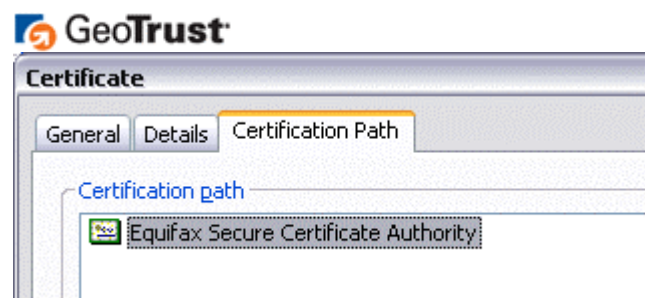 GeoTrust
Certificate
General Details Certification Path
Certification path
Equifax Secure Certificate Authority